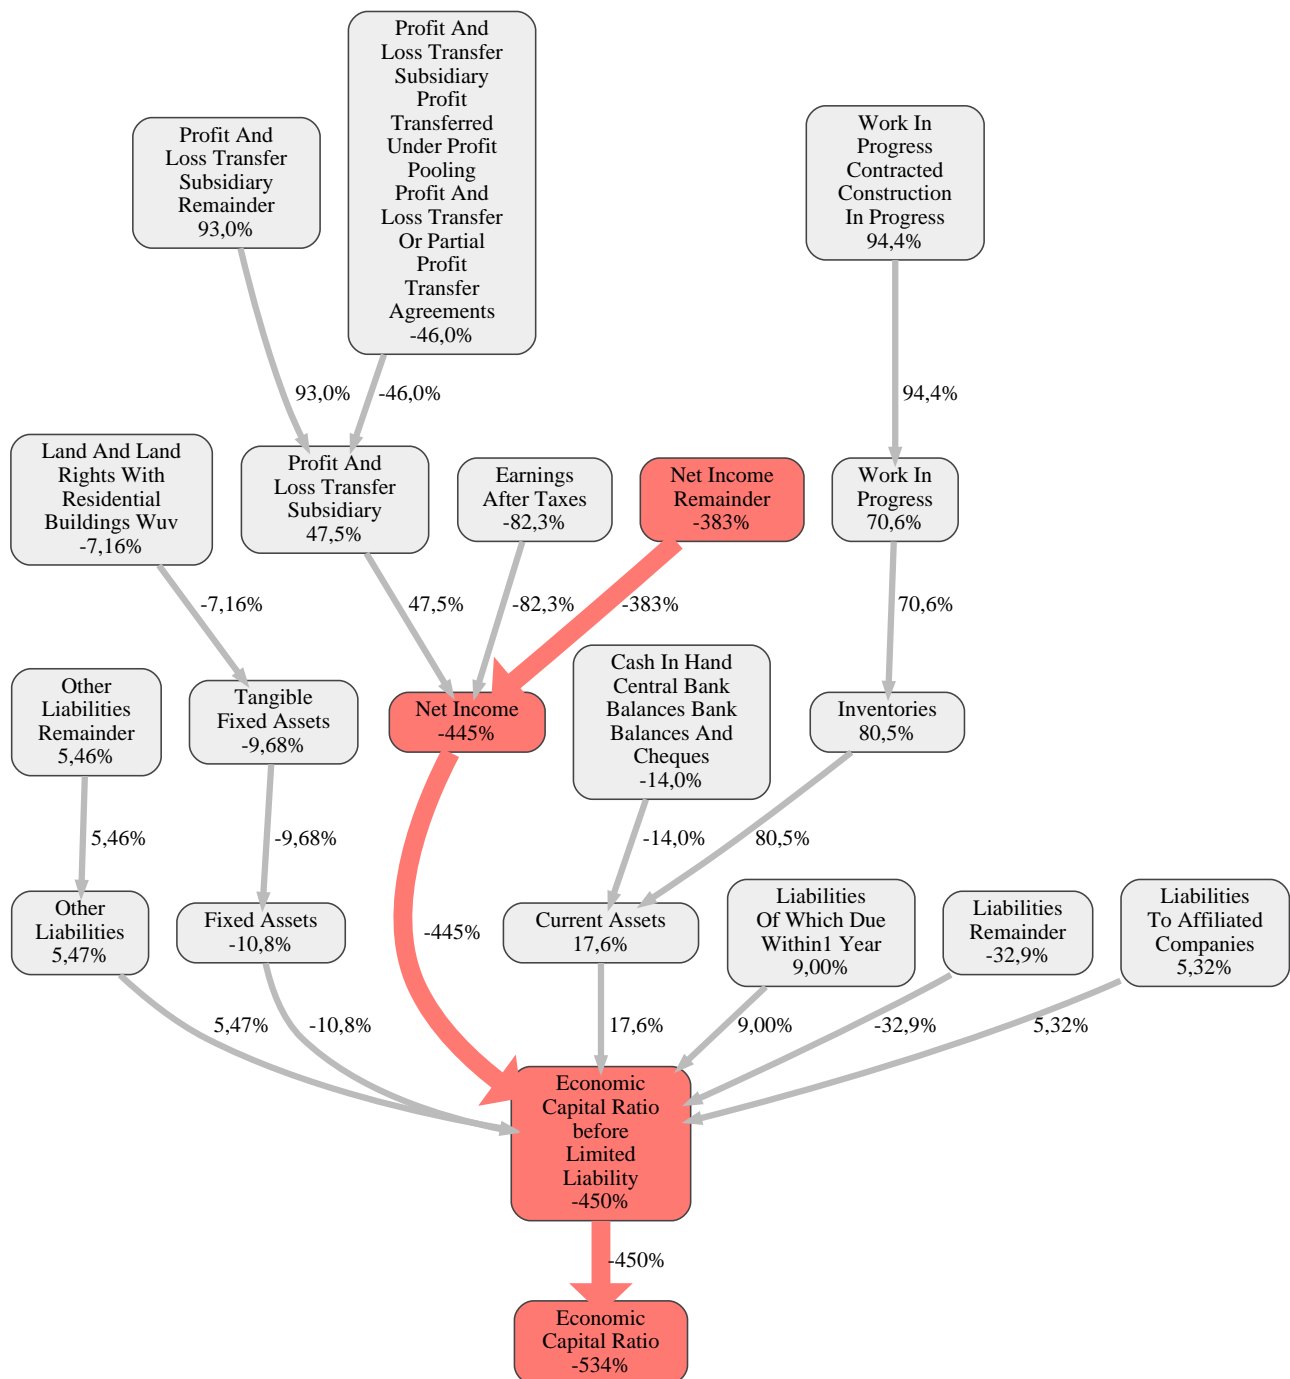 Profit And
Loss Transfer
Subsidiary
Profit
Transferred
Under Profit
Pooling
Profit And
Loss Transfer
Or Partial
Profit
Transfer
Agreements
-46,0%
Profit And
Loss Transfer
Subsidiary
Remainder
93,0%
Work In
Progress
Contracted
Construction
In Progress
94,4%
93,0%
-46,0%
94,4%
Land And Land
Rights With
Residential
Buildings Wuv
-7,16%
Profit And
Loss Transfer
Subsidiary
47,5%
Earnings
After Taxes
-82,3%
Net Income
Remainder
-383%
Work In
Progress
70,6%
-7,16%
47,5%
-82,3%
-383%
70,6%
Other
Liabilities
Remainder
5,46%
Tangible
Fixed Assets
-9,68%
Net Income
-445%
Cash In Hand
Central Bank
Balances Bank
Balances And
Cheques
-14,0%
Inventories
80,5%
5,46%
-9,68%
-14,0%
80,5%
Other
Liabilities
5,47%
Fixed Assets
-10,8%
-445%
Current Assets
17,6%
Liabilities
Of Which Due
Within1 Year
9,00%
Liabilities
Remainder
-32,9%
Liabilities
To Affiliated
Companies
5,32%
5,47%
-10,8%
17,6%
9,00%
-32,9%
5,32%
Economic
Capital Ratio
before
Limited
Liability
-450%
-450%
Economic
Capital Ratio
-534%